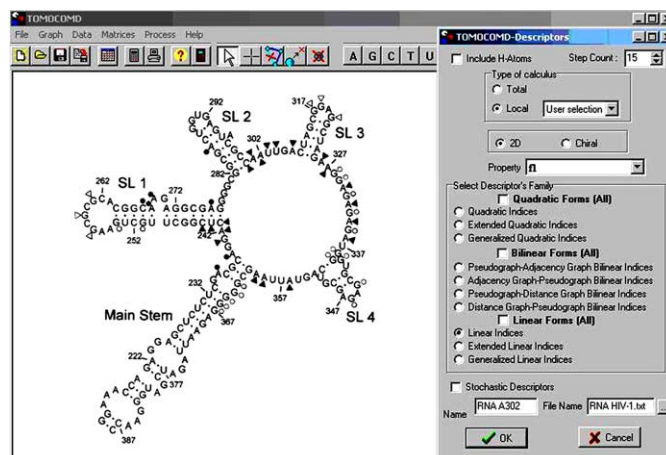 TOMOCOMD
File Graph Data Matrices Process Help
A G C T U
292
SL 2
302
317
SL 3
327
282
262
SL 1
272
252
242
337
232
Main Stem
357
347
SL 4
367
222
377
387
TOMOCOMD-Descriptors
Include H-Atoms Step Count : 15
Type of calculus
Total
Local User selection
2D Chiral
Property f1
Select Descriptor's Family
Quadratic Forms (All)
Quadratic Indices
Extended Quadratic Indices
Generalized Quadratic Indices
Bilinear Forms (All)
Pseudograph-Adjacency Graph Bilinear Indices
Adjacency Graph-Pseudograph Bilinear Indices
Pseudograph-Distance Graph Bilinear Indices
Distance Graph-Pseudograph Bilinear Indices
Linear Forms (All)
Linear Indices
Extended Linear Indices
Generalized Linear Indices
Stochastic Descriptors
Name RNA A302 File Name RNA HIV-1.txt ...
OK Cancel